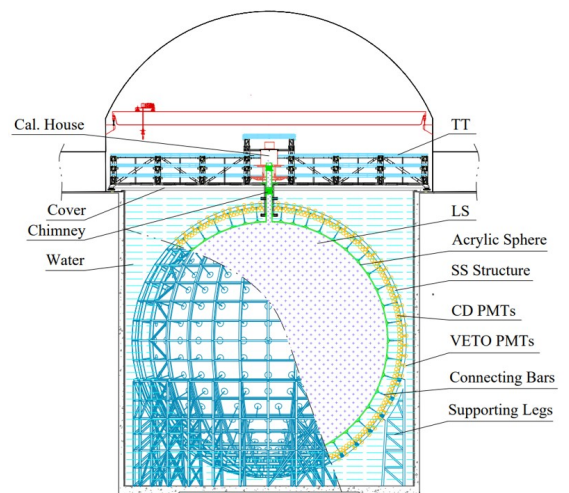 Cal. House
TT
Cover
Chimney
Water
LS
Acrylic Sphere
SS Structure
CD PMTs
VETO PMTs
Connecting Bars
Supporting Legs